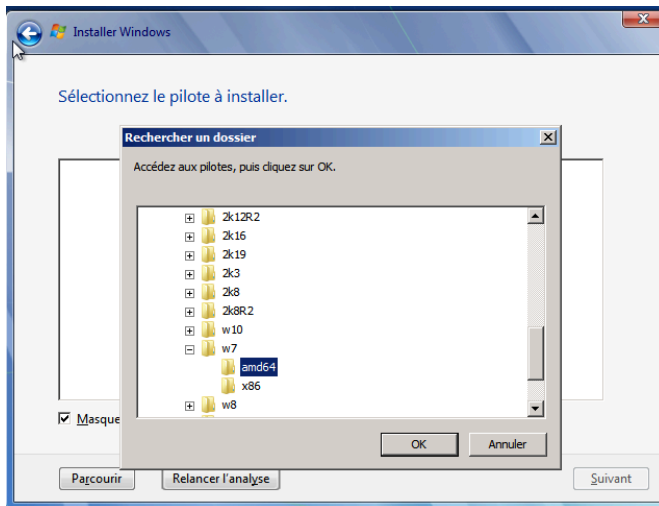 Installer Windows
Sélectionnez le pilote à installer.
Rechercher un dossier
Accédez aux pilotes, puis cliquez sur OK.
2k12R2
2k16
2k19
2k3
2k8
2k8R2
w10
w7
amd64
x86
w8
Masque
OK
Annuler
Parcourir
Relancer l'analyse
Suivant